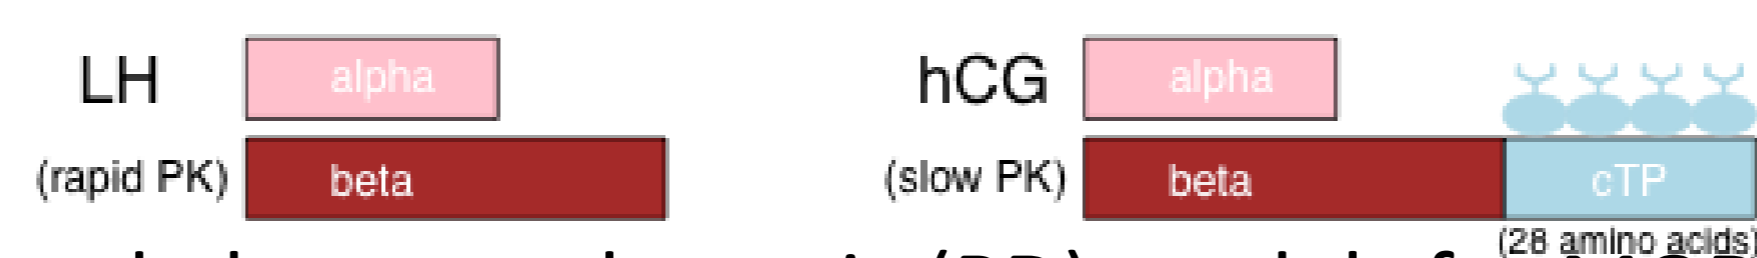 LH alpha
(rapid PK) beta
hCG alpha
(slow PK) beta cTP
(28 amino acids)